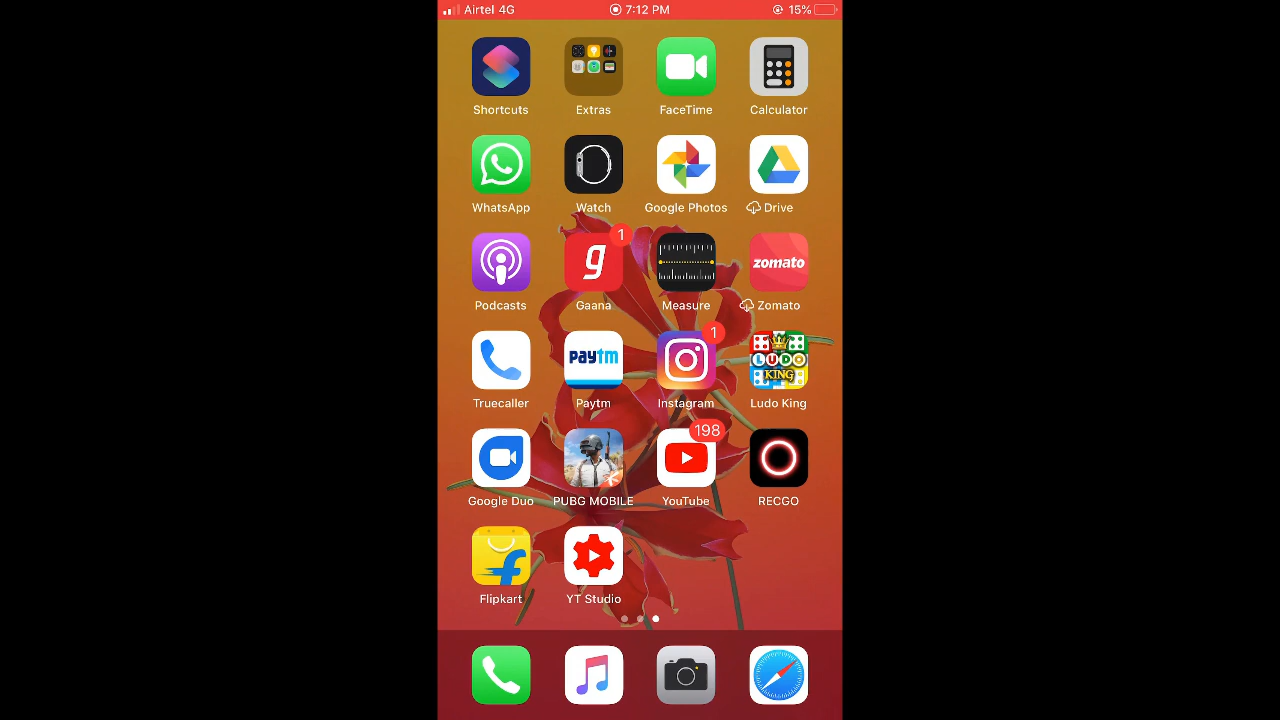 Airtel 4G 7:12 PM 15%
Shortcuts Extras FaceTime Calculator
WhatsApp Watch Google Photos Drive
1
g zomato
Podcasts Gaana Measure Zomato
1
paytm LUDO
KING
Truecaller Paytm Instagram Ludo King
198
Google Duo PUBG MOBILE YouTube RECGO
f
Flipkart YT Studio